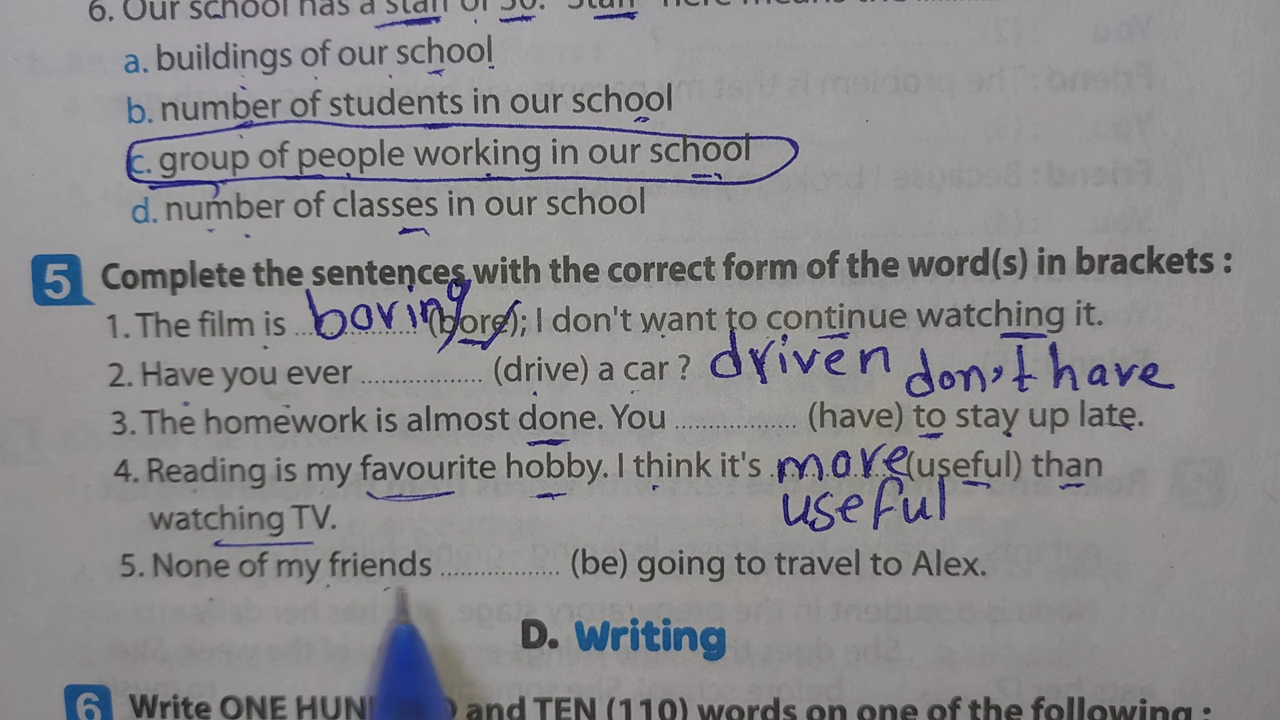 6. Our school has a staff of 50. "Staff" here means the ..............
a. buildings of our school
b. number of students in our school
c. group of people working in our school
d. number of classes in our school
5 Complete the sentences with the correct form of the word(s) in brackets :
1. The film is boring (bore); I don't want to continue watching it.
2. Have you ever ................. (drive) a car ? driven
don't have
3. The homework is almost done. You ................. (have) to stay up late.
4. Reading is my favourite hobby. I think it's more (useful) than
useful
watching TV.
5. None of my friends ................. (be) going to travel to Alex.
D. Writing
6 Write ONE and TEN (110) words on one of the following :